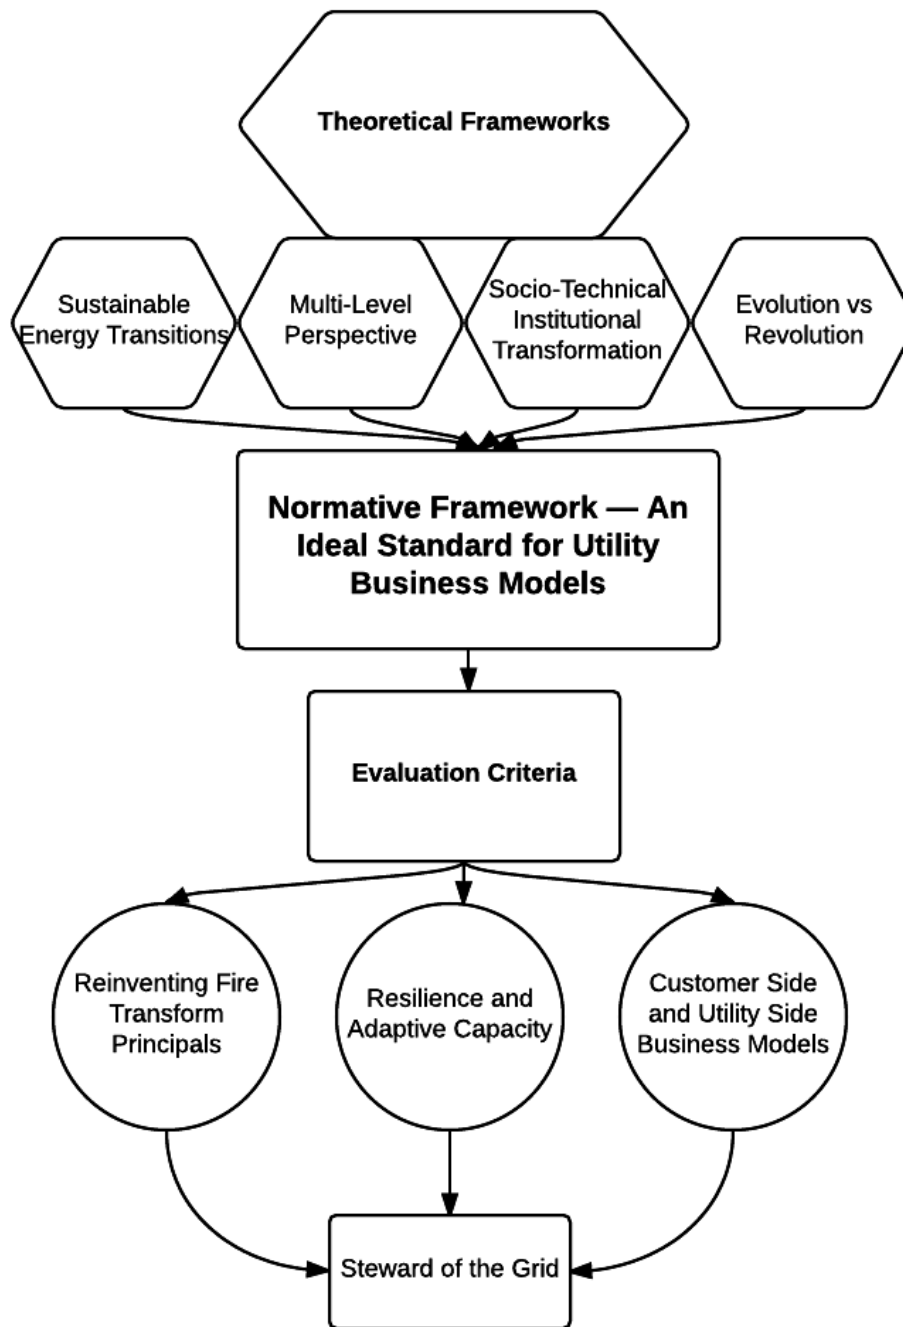 Theoretical Frameworks
Sustainable
Energy Transitions
Multi-Level
Perspective
Socio-Technical
Institutional
Transformation
Evolution vs
Revolution
Normative Framework — An
Ideal Standard for Utility
Business Models
Evaluation Criteria
Reinventing Fire
Transform
Principals
Resilience and
Adaptive Capacity
Customer Side
and Utility Side
Business Models
Steward of the Grid